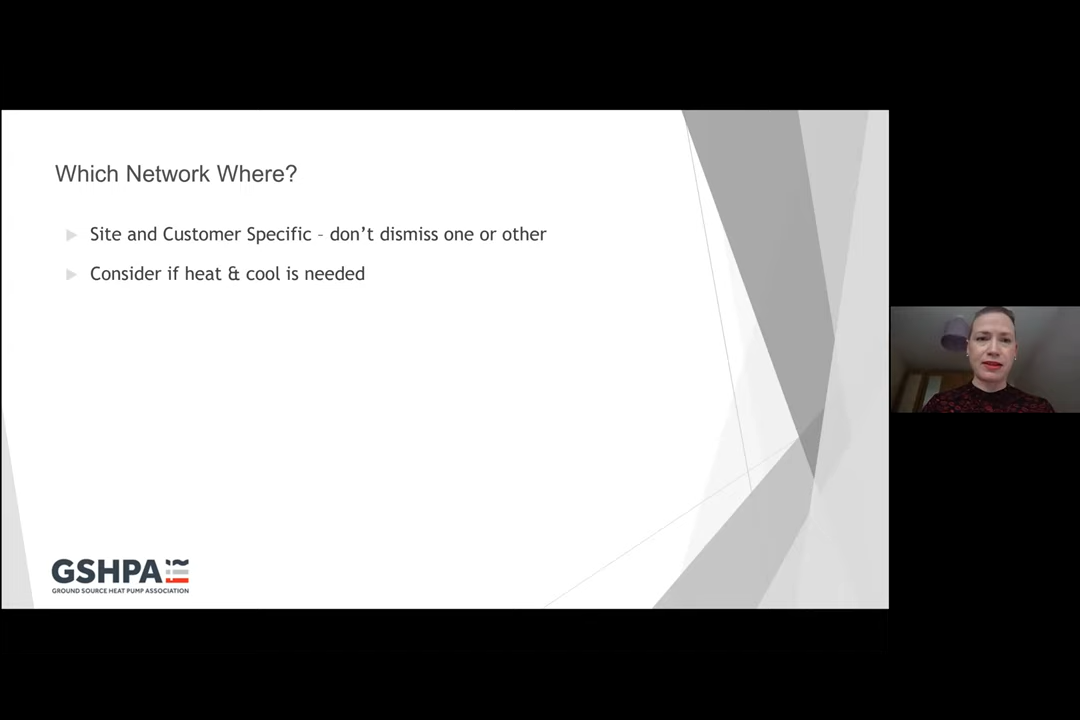 Which Network Where?
Site and Customer Specific – don’t dismiss one or other
Consider if heat & cool is needed
GSHPA
GROUND SOURCE HEAT PUMP ASSOCIATION